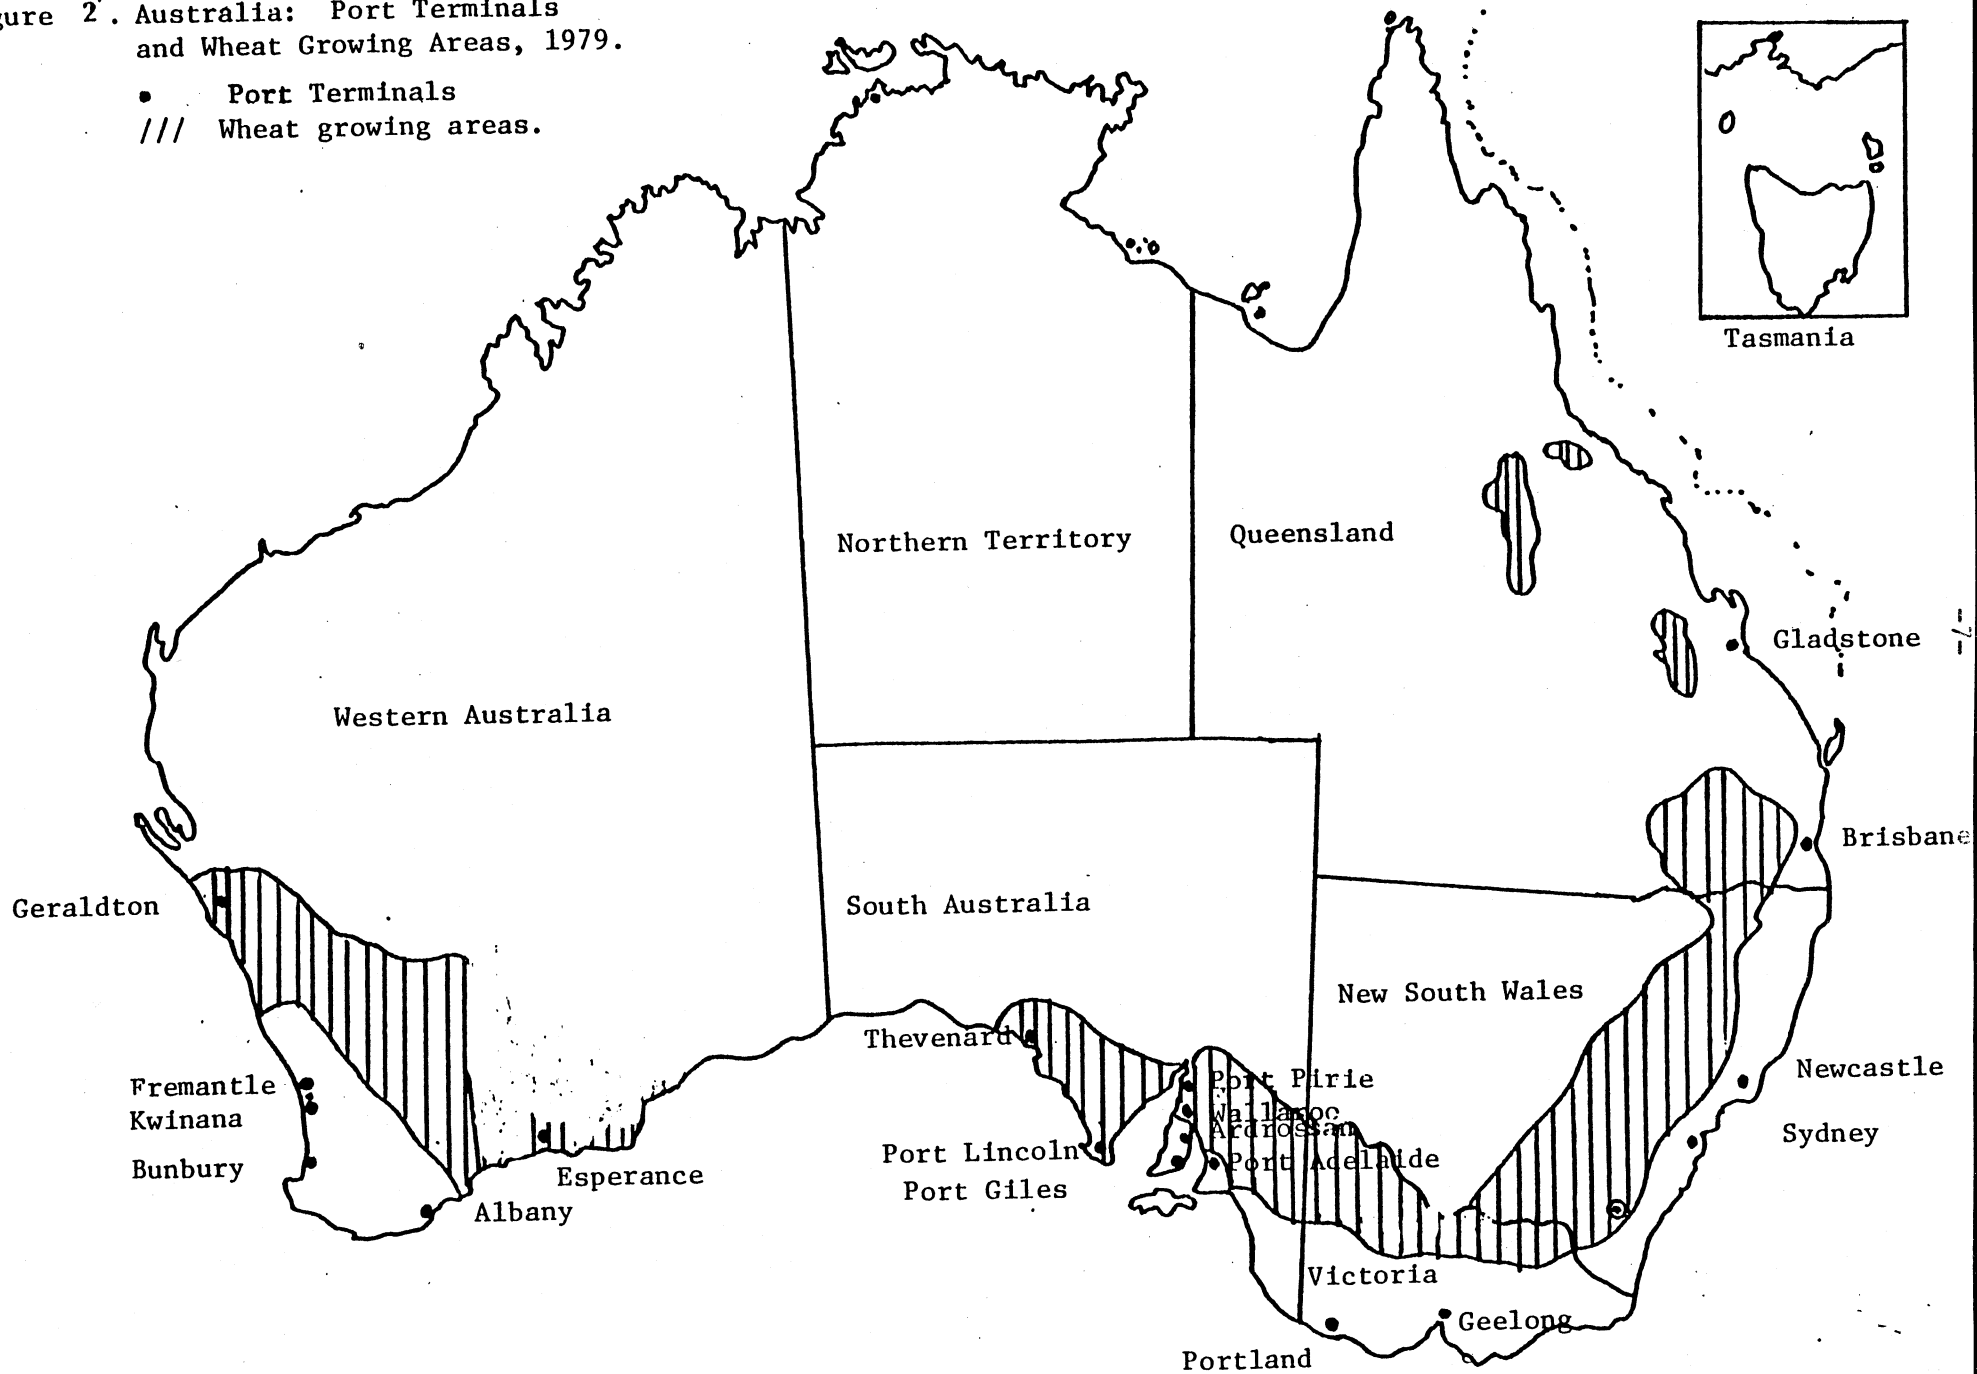 gure 2. Australia: Port Terminals
and Wheat Growing Areas, 1979.
• Port Terminals
/// Wheat growing areas.
Tasmania
Northern Territory
Queensland
Gladstone
-7-
Western Australia
Brisbane
Geraldton
South Australia
New South Wales
Thevenard
Newcastle
Port Pirie
Fremantle
Wallaroo
Kwinana
Ardrossan
Sydney
Port Lincoln
Port Adelaide
Bunbury
Esperance
Port Giles
Albany
Victoria
Geelong
Portland